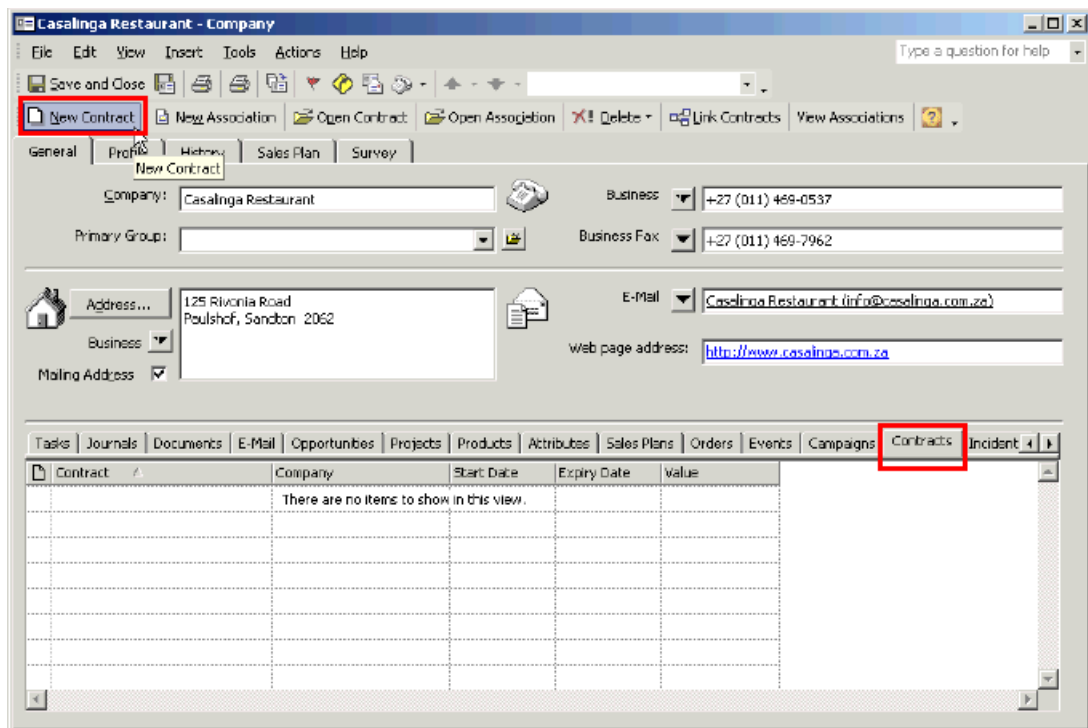 Casalinga Restaurant - Company
File Edit View Insert Tools Actions Help Type a question for help
Save and Close
New Contract New Association Open Contract Open Association Delete Link Contracts View Associations
General Profile History Sales Plan Survey
New Contract
Company: Casalinga Restaurant Business +27 (011) 469-0537
Primary Group: Business Fax +27 (011) 469-7962
Address... 125 Rivonia Road E-Mail Casalinga Restaurant (info@casalinga.com.za)
Paulshof, Sandton 2062
Business Web page address: http://www.casalinga.com.za
Mailing Address
Tasks Journals Documents E-Mail Opportunities Projects Products Attributes Sales Plans Orders Events Campaigns Contracts Incident
Contract Company Start Date Expiry Date Value
There are no items to show in this view.